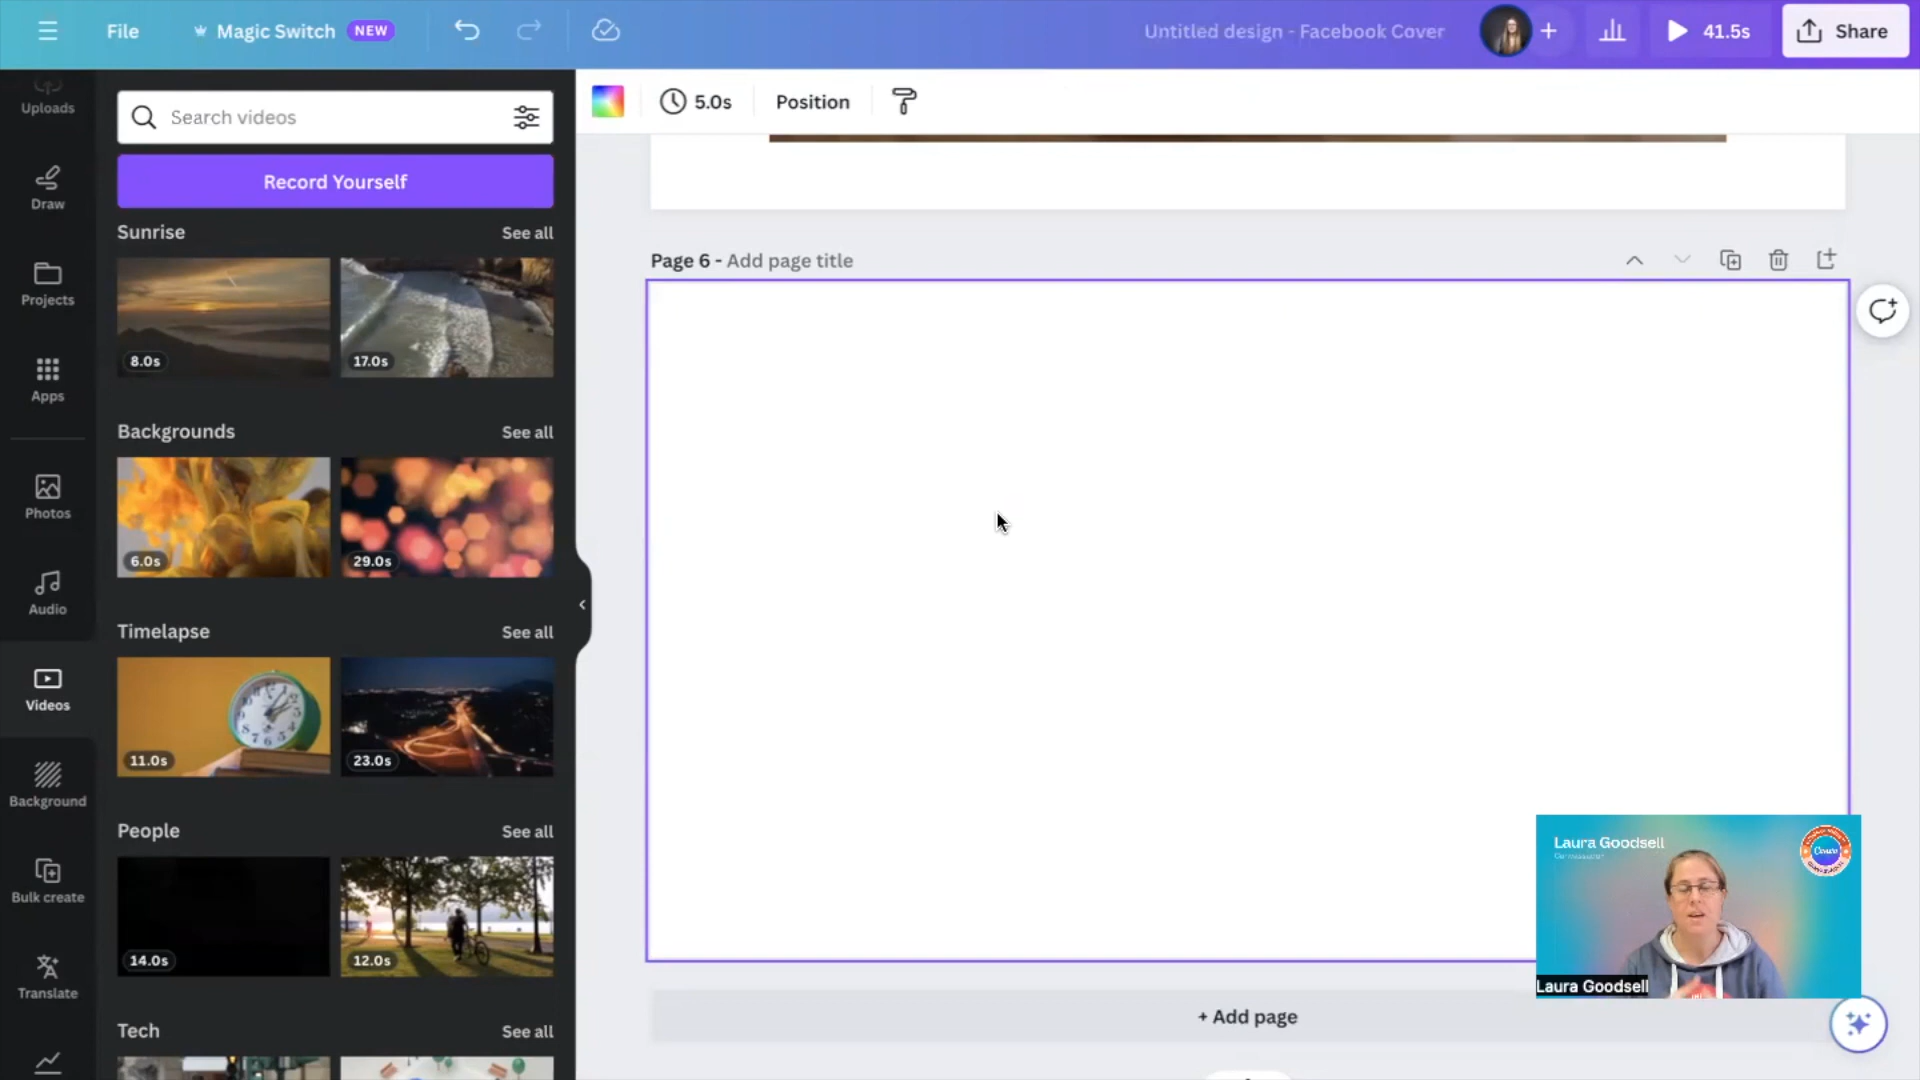 File
Magic Switch NEW
Untitled design - Facebook Cover
41.5s
Share
Uploads
Draw
Projects
Apps
Photos
Audio
Videos
Background
Bulk create
Translate
Search videos
Record Yourself
Sunrise See all
8.0s 17.0s
Backgrounds See all
6.0s 29.0s
Timelapse See all
11.0s 23.0s
People See all
14.0s 12.0s
Tech See all
5.0s Position
Page 6 - Add page title
+ Add page
Laura Goodsell
Canva
Laura Goodsell